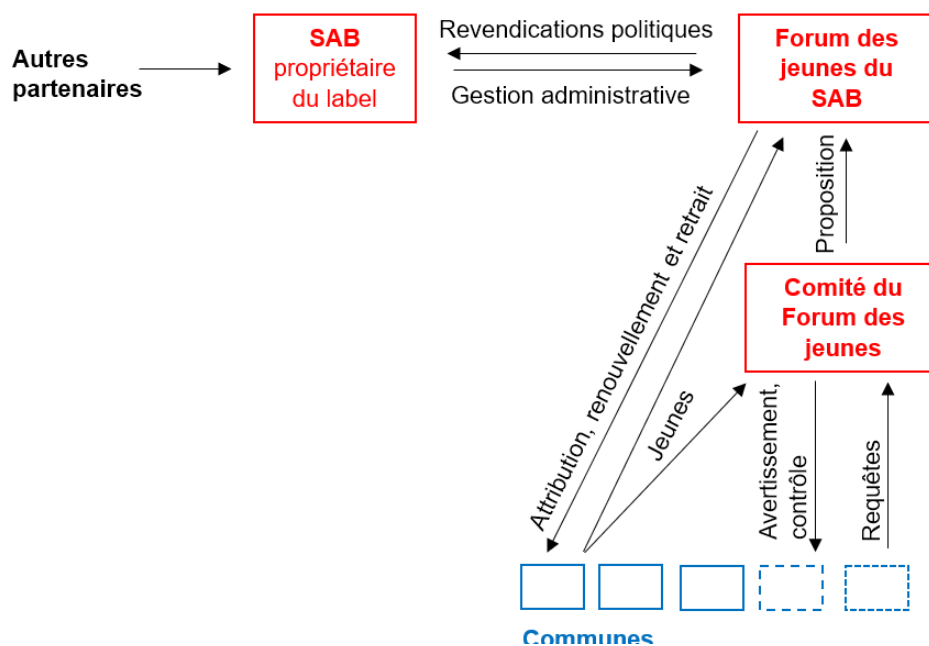 Autres
partenaires
SAB
propriétaire
du label
Revendications politiques
Gestion administrative
Forum des
jeunes du
SAB
Attribution, renouvellement et retrait
Jeunes
Proposition
Comité du
Forum des
jeunes
Avertissement,
contrôle
Requêtes
Communes